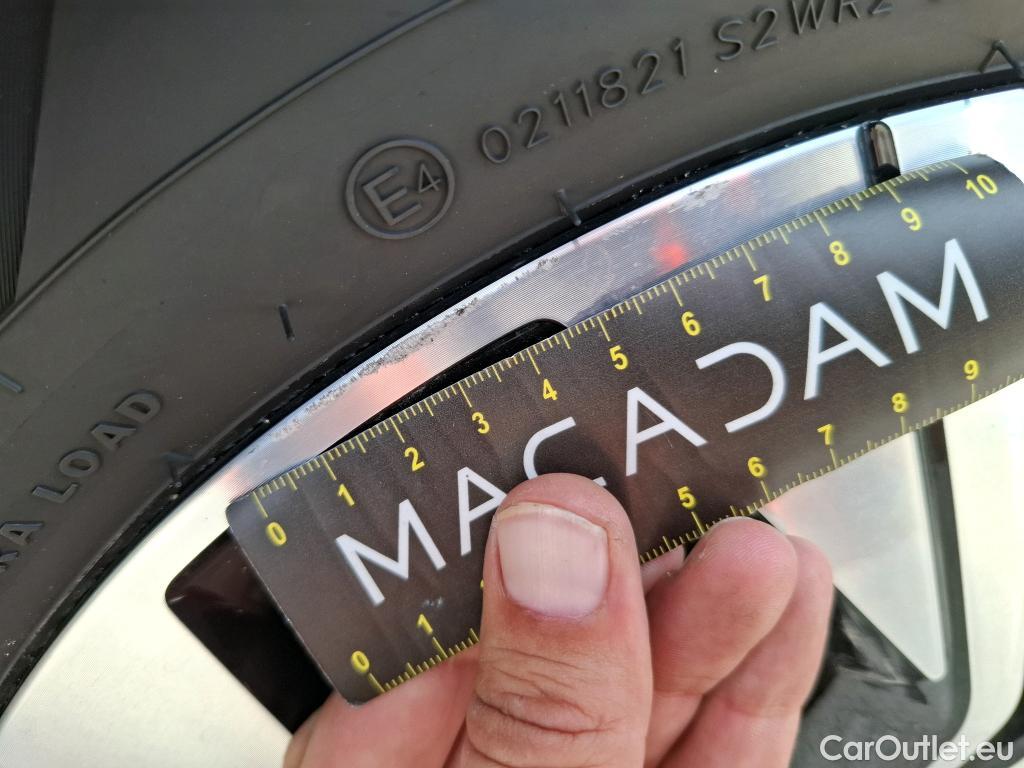 E4 0211821 S2WR2
RA LOAD
0 1 2 3 4 5 6 7 8 9 10
MACADAM
0 1 5 6 7 8 9
CarOutlet.eu